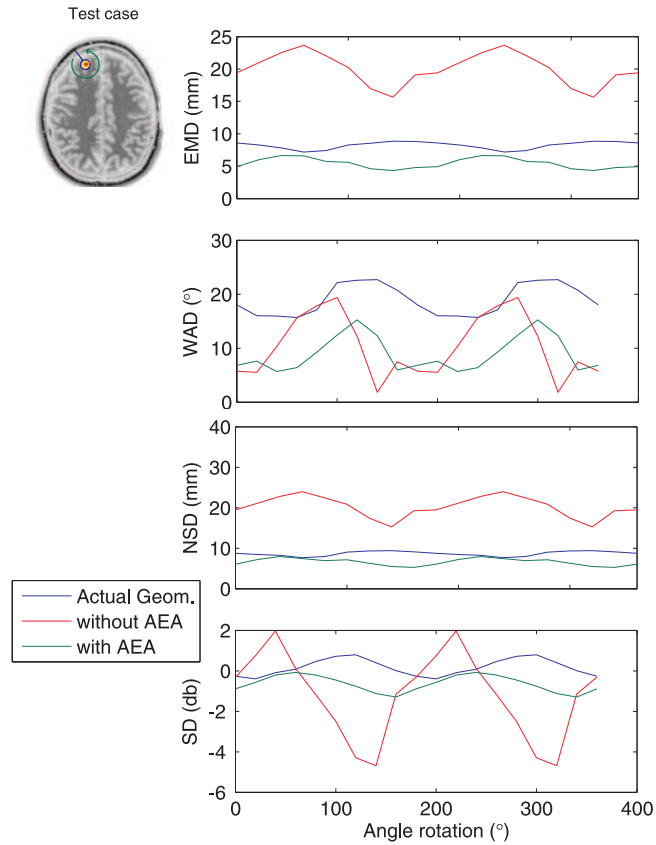 Test case
25
20
15
10
5
0
EMD (mm)
30
20
10
0
WAD (°)
40
30
20
10
0
NSD (mm)
Actual Geom.
without AEA
with AEA
2
0
-2
-4
-6
SD (db)
0 100 200 300 400
Angle rotation (°)